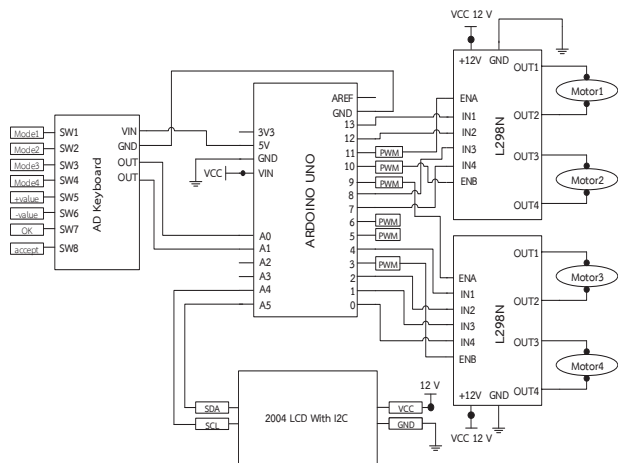 VCC 12 V
+12V
GND
OUT1
ENA
IN1
IN2
IN3
IN4
ENB
L298N
OUT2
OUT3
OUT4
Motor1
Motor2
Mode1
Mode2
Mode3
Mode4
+value
-value
OK
accept
SW1
SW2
SW3
SW4
SW5
SW6
SW7
SW8
AD Keyboard
VIN
GND
OUT
OUT
VCC
3V3
5V
GND
VIN
A0
A1
A2
A3
A4
A5
ARDOINO UNO
AREF
GND
13
12
11
10
9
8
7
6
5
4
3
2
1
0
PWM
PWM
PWM
PWM
PWM
PWM
ENA
IN1
IN2
IN3
IN4
ENB
L298N
OUT1
OUT2
OUT3
OUT4
+12V
GND
VCC 12 V
Motor3
Motor4
SDA
SCL
2004 LCD With I2C
VCC
GND
12 V